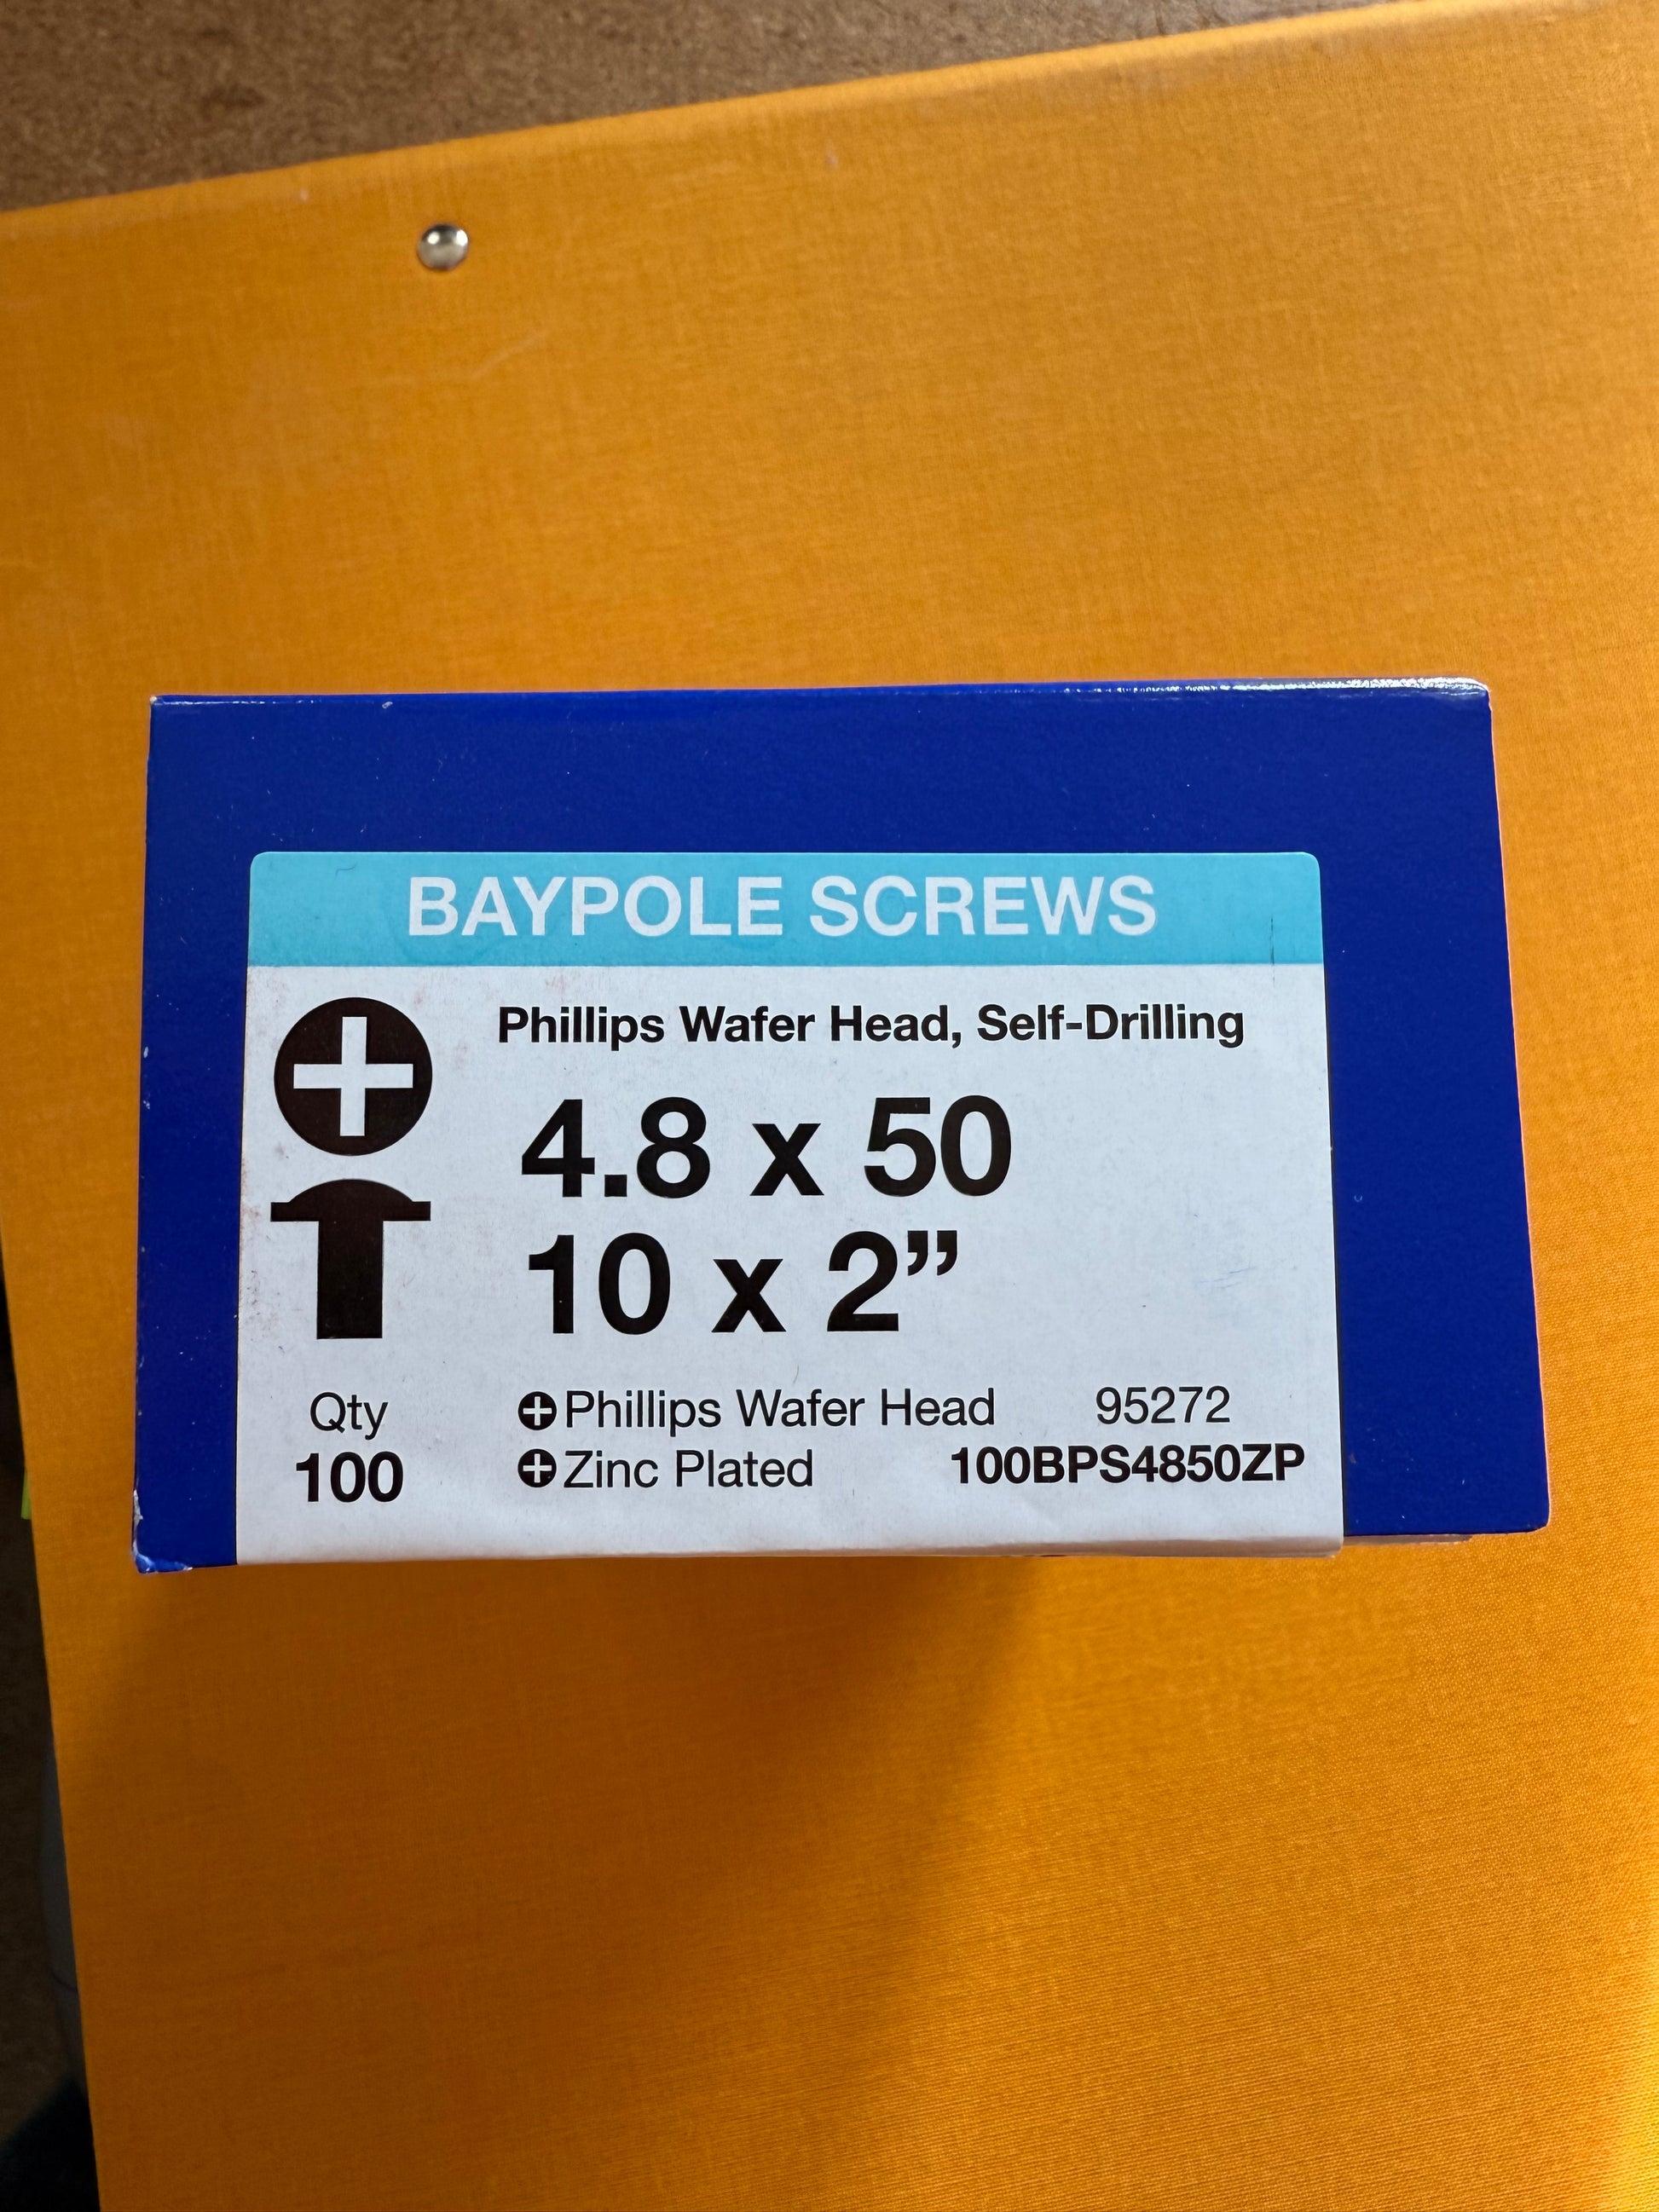 BAYPOLE SCREWS
Phillips Wafer Head, Self-Drilling
4.8 x 50
10 x 2”
Qty
100
Phillips Wafer Head 95272
Zinc Plated 100BPS4850ZP